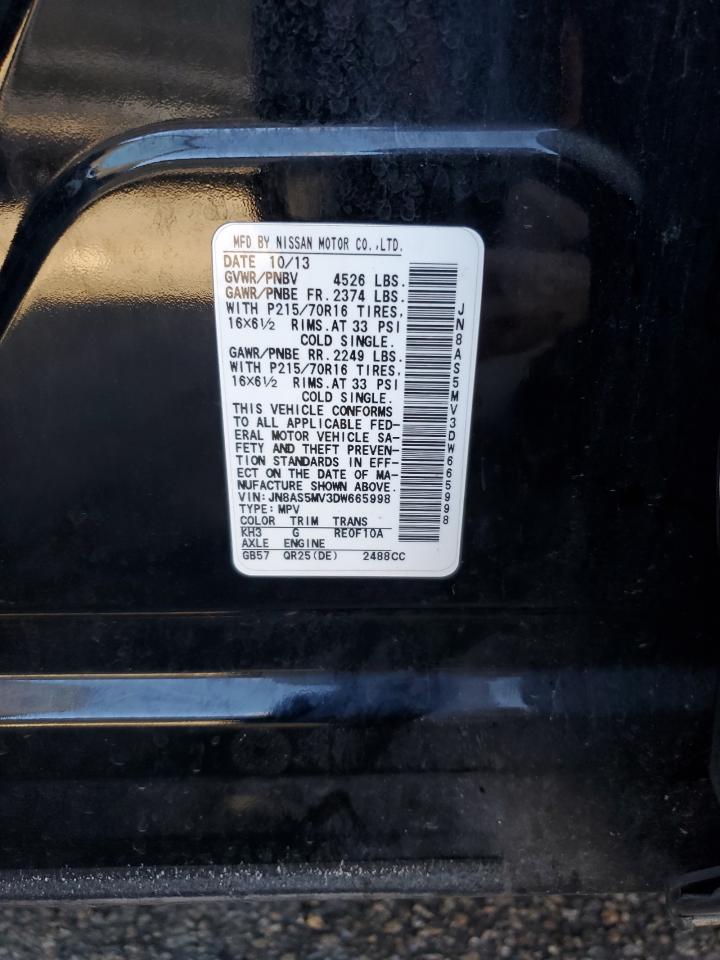 MFD BY NISSAN MOTOR CO.,LTD.
DATE 10/13
GVWR/PNBV 4526 LBS.
GAWR/PNBE FR. 2374 LBS.
WITH P215/70R16 TIRES,
16X6½ RIMS. AT 33 PSI
COLD SINGLE.
GAWR/PNBE RR. 2249 LBS.
WITH P215/70R16 TIRES,
16X6½ RIMS. AT 33 PSI
COLD SINGLE.
THIS VEHICLE CONFORMS
TO ALL APPLICABLE FED-
ERAL MOTOR VEHICLE SA-
FETY AND THEFT PREVEN-
TION STANDARDS IN EFF-
ECT ON THE DATE OF MA-
NUFACTURE SHOWN ABOVE.
VIN: JN8AS5MV3DW665998
TYPE: MPV
COLOR TRIM TRANS
KH3 G RE0F10A
AXLE ENGINE
GB57 QR25(DE) 2488CC
JN8AS5MV3DW665998